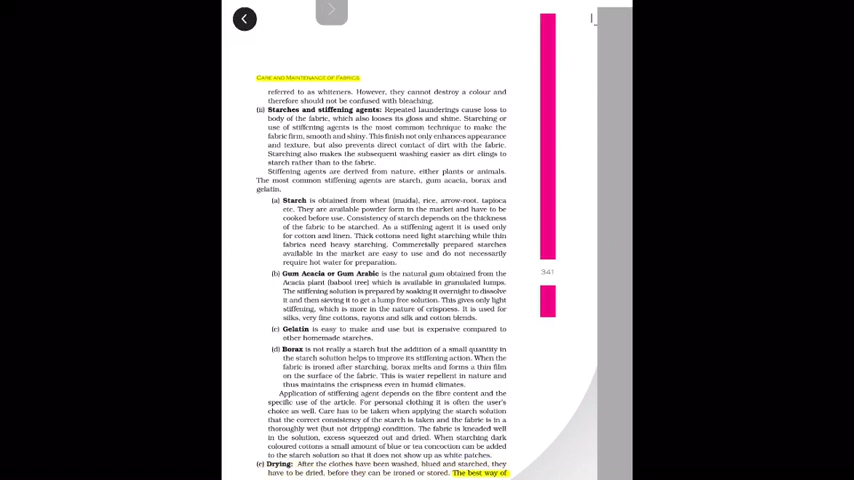 CARE AND MAINTENANCE OF FABRICS
referred to as whiteners. However, they cannot destroy a colour and
therefore should not be confused with bleaching.
(ii) Starches and stiffening agents: Repeated launderings cause loss to
body of the fabric, which also looses its gloss and shine. Starching or
use of stiffening agents is the most common technique to make the
fabric firm, smooth and shiny. This finish not only enhances appearance
and texture, but also prevents direct contact of dirt with the fabric.
Starching also makes the subsequent washing easier as dirt clings to
starch rather than to the fabric.
Stiffening agents are derived from nature, either plants or animals.
The most common stiffening agents are starch, gum acacia, borax and
gelatin.
(a) Starch is obtained from wheat (maida), rice, arrow-root, tapioca
etc. They are available powder form in the market and have to be
cooked before use. Consistency of starch depends on the thickness
of the fabric to be starched. As a stiffening agent it is used only
for cotton and linen. Thick cottons need light starching while thin
fabrics need heavy starching. Commercially prepared starches
available in the market are easy to use and do not necessarily
require hot water for preparation.
(b) Gum Acacia or Gum Arabic is the natural gum obtained from the
Acacia plant (babool tree) which is available in granulated lumps.
The stiffening solution is prepared by soaking it overnight to dissolve
it and then sieving it to get a lump free solution. This gives only light
stiffening, which is more in the nature of crispness. It is used for
silks, very fine cottons, rayons and silk and cotton blends.
(c) Gelatin is easy to make and use but is expensive compared to
other homemade starches.
(d) Borax is not really a starch but the addition of a small quantity in
the starch solution helps to improve its stiffening action. When the
fabric is ironed after starching, borax melts and forms a thin film
on the surface of the fabric. This is water repellent in nature and
thus maintains the crispness even in humid climates.
Application of stiffening agent depends on the fibre content and the
specific use of the article. For personal clothing it is often the user's
choice as well. Care has to be taken when applying the starch solution
that the correct consistency of the starch is taken and the fabric is in a
thoroughly wet (but not dripping) condition. The fabric is kneaded well
in the solution, excess squeezed out and dried. When starching dark
coloured cottons a small amount of blue or tea concoction can be added
to the starch solution so that it does not show up as white patches.
(c) Drying: After the clothes have been washed, blued and starched, they
have to be dried, before they can be ironed or stored. The best way of
341